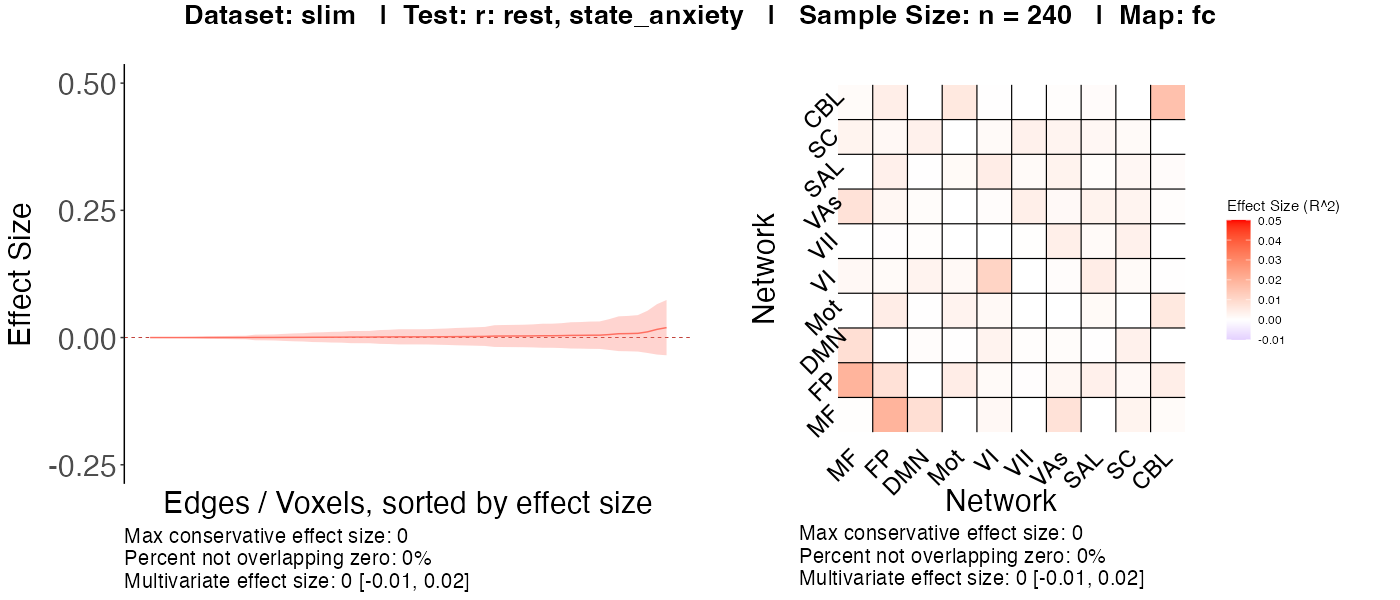 Dataset: slim | Test: r: rest, state_anxiety | Sample Size: n = 240 | Map: fc
0.50
0.25
0.00
-0.25
Effect Size
Edges / Voxels, sorted by effect size
Max conservative effect size: 0
Percent not overlapping zero: 0%
Multivariate effect size: 0 [-0.01, 0.02]
Network
CBL
SC
SAL
VAs
VII
VI
Mot
DMN
FP
MF
MF
FP
DMN
Mot
VI
VII
VAs
SAL
SC
CBL
Network
Max conservative effect size: 0
Percent not overlapping zero: 0%
Multivariate effect size: 0 [-0.01, 0.02]
Effect Size (R^2)
0.05
0.04
0.03
0.02
0.01
0.00
-0.01